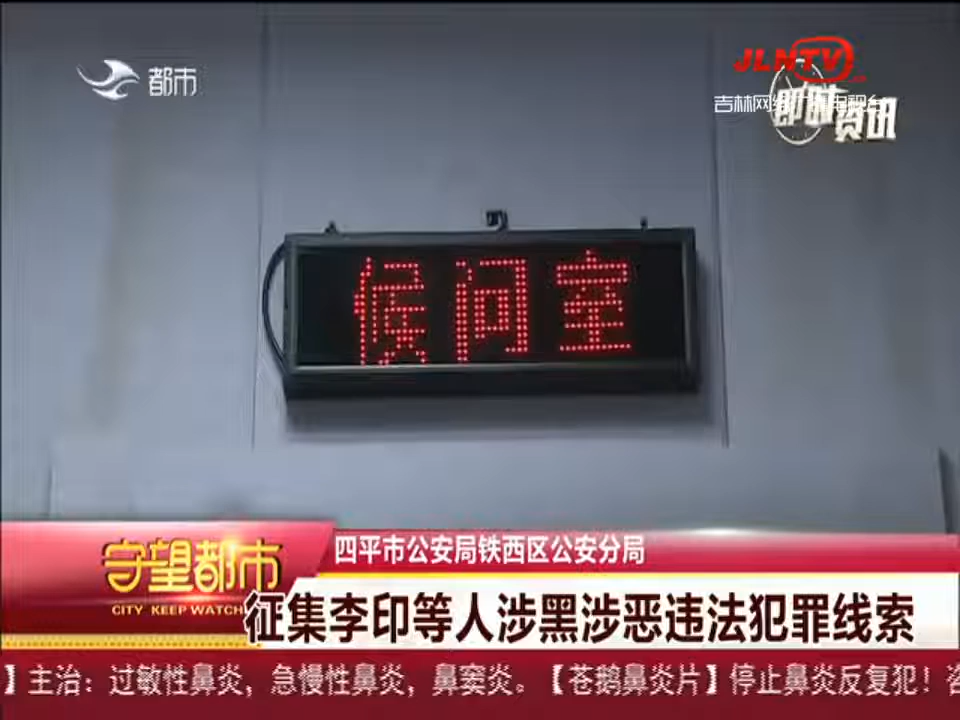 都市
JLNTV
吉林网络广播电视台
即时资讯
候问室
四平市公安局铁西区公安分局
守望都市
CITY KEEP WATCH
征集李印等人涉黑涉恶违法犯罪线索
】主治：过敏性鼻炎，急慢性鼻炎，鼻窦炎。【苍鹅鼻炎片】停止鼻炎反复犯！咨